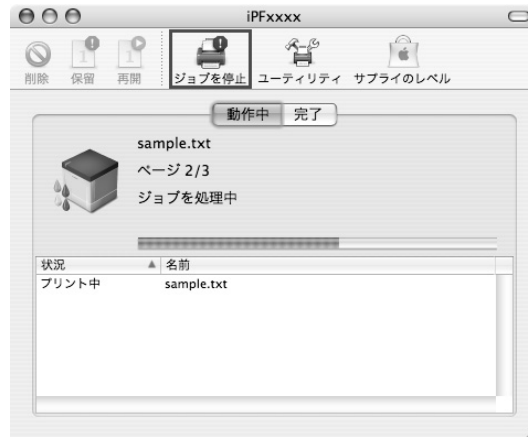 iPFxxxx
削除 保留 再開 ジョブを停止 ユーティリティ サプライのレベル
動作中 完了
sample.txt
ページ 2/3
ジョブを処理中
状況 名前
プリント中 sample.txt